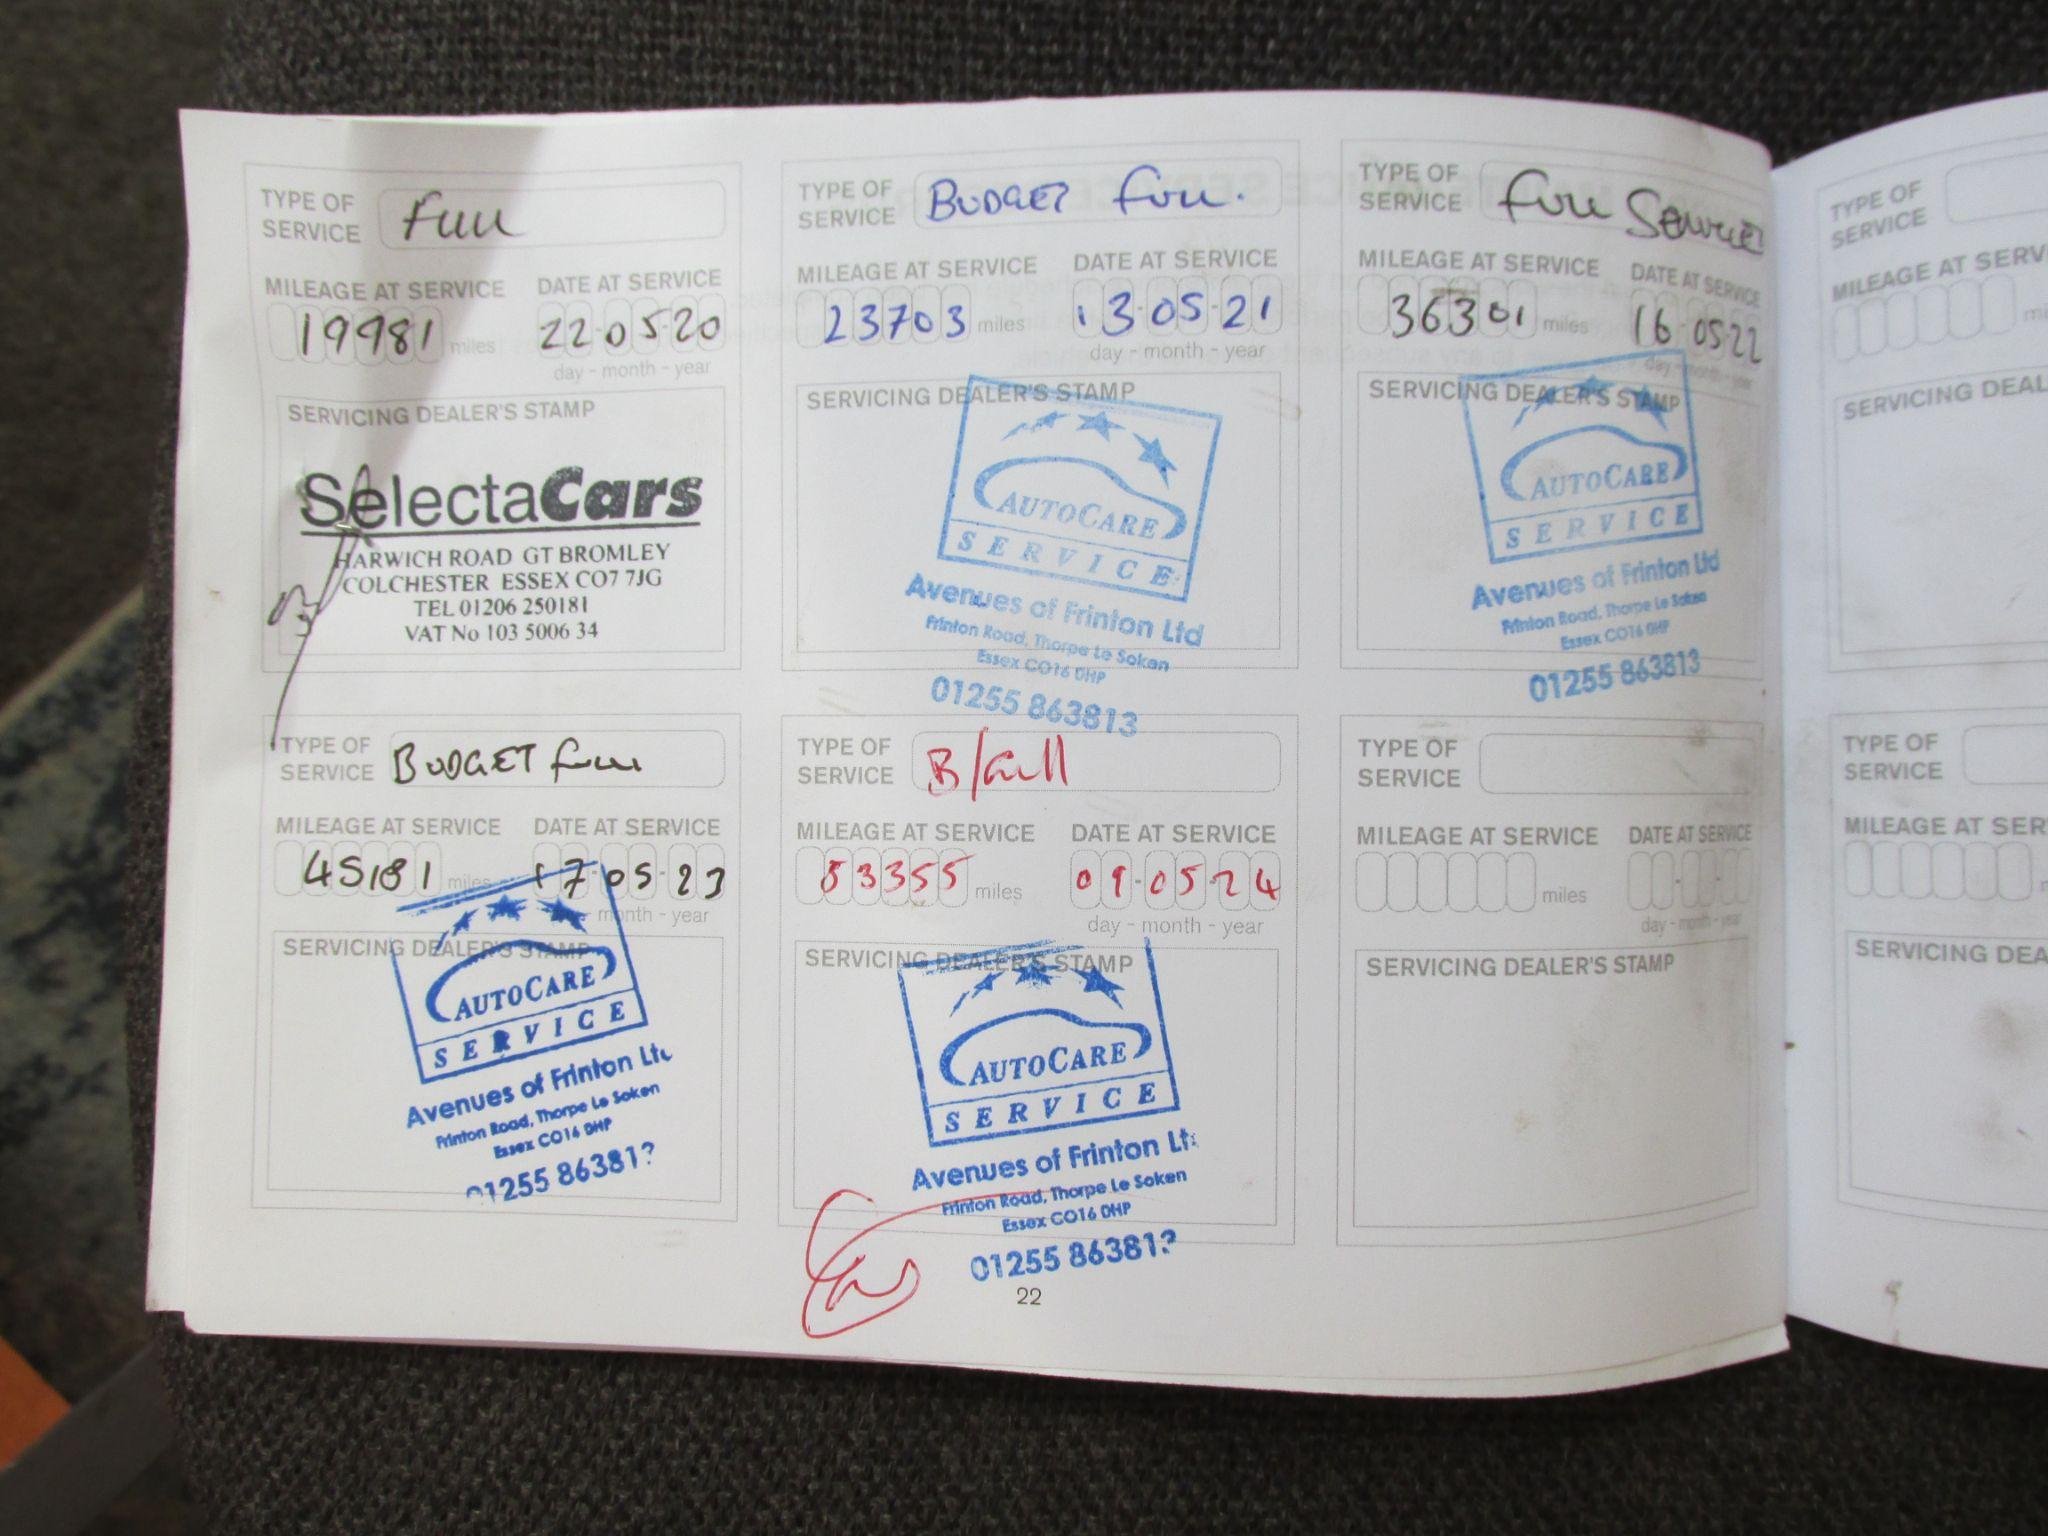 TYPE OF
SERVICE
Full
MILEAGE AT SERVICE
DATE AT SERVICE
19981 miles
22-05-20
day - month - year
SERVICING DEALER'S STAMP
SelectaCars
HARWICH ROAD GT BROMLEY
COLCHESTER ESSEX CO7 7JG
TEL 01206 250181
VAT No 103 5006 34
TYPE OF
SERVICE
BUDGET Full.
MILEAGE AT SERVICE
DATE AT SERVICE
23703 miles
13-05-21
day - month - year
SERVICING DEALER'S STAMP
AUTOCARE
SERVICE
Avenues of Frinton Ltd
Frinton Road, Thorpe Le Soken
Essex CO16 0HP
01255 863813
TYPE OF
SERVICE
Full Service
MILEAGE AT SERVICE
DATE AT SERVICE
36301 miles
16-05-22
day - month - year
SERVICING DEALER'S STAMP
AUTOCARE
SERVICE
Avenues of Frinton Ltd
Frinton Road, Thorpe Le Soken
Essex CO16 0HP
01255 863813
TYPE OF
SERVICE
BUDGET Full
MILEAGE AT SERVICE
DATE AT SERVICE
45181 miles
17-05-23
month - year
SERVICING DEALER'S STAMP
AUTOCARE
SERVICE
Avenues of Frinton Lt
Frinton Road, Thorpe Le Soken
Essex CO16 0HP
01255 86381?
TYPE OF
SERVICE
B/Full
MILEAGE AT SERVICE
DATE AT SERVICE
53355 miles
09-05-24
day - month - year
SERVICING DEALER'S STAMP
AUTOCARE
SERVICE
Avenues of Frinton Lt
Frinton Road, Thorpe Le Soken
Essex CO16 0HP
01255 86381?
TYPE OF
SERVICE
MILEAGE AT SERVICE
DATE AT SERVICE
miles
day - month - year
SERVICING DEALER'S STAMP
22
TYPE OF
SERVICE
MILEAGE AT SERV
SERVICING DEAL
TYPE OF
SERVICE
MILEAGE AT SER
SERVICING DEA